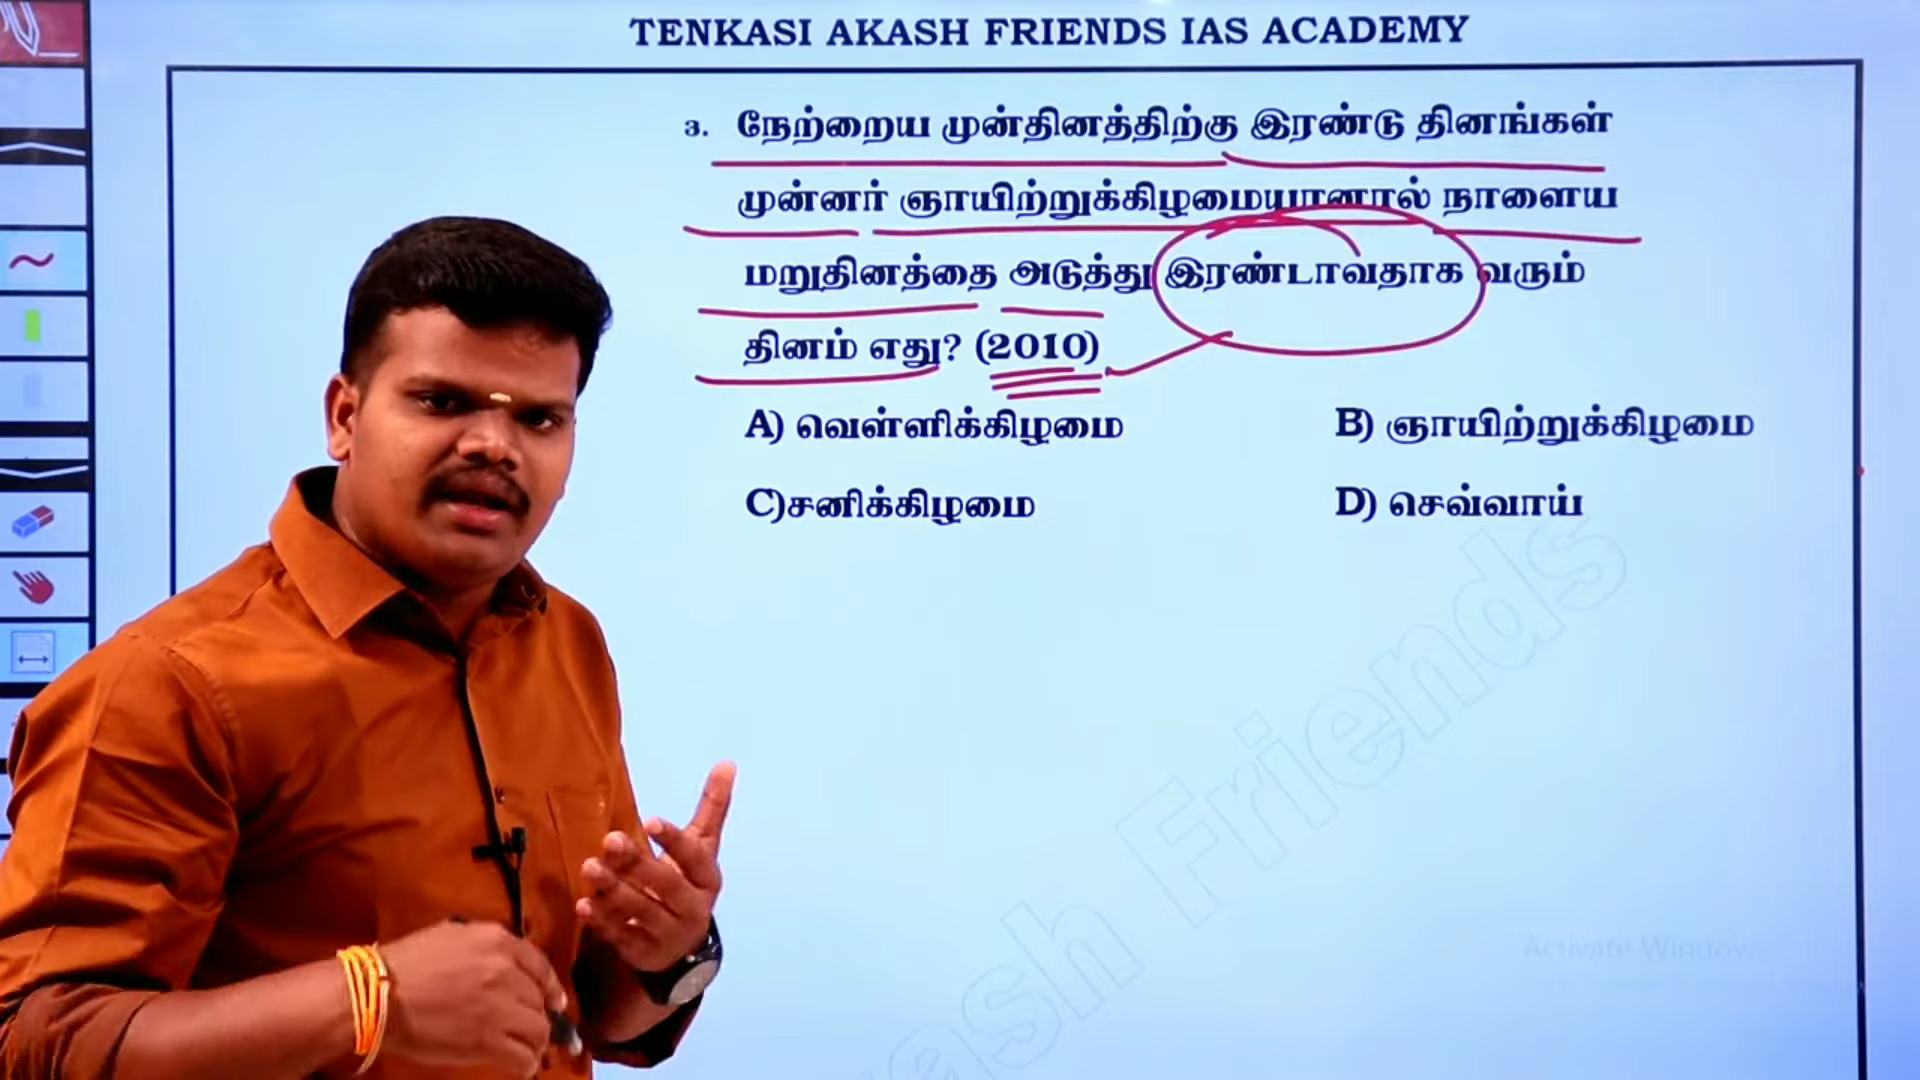 TENKASI AKASH FRIENDS IAS ACADEMY
3. நேற்றைய முன்தினத்திற்கு இரண்டு தினங்கள்
முன்னர் ஞாயிற்றுக்கிழமையானால் நாளைய
மறுதினத்தை அடுத்து இரண்டாவதாக வரும்
தினம் எது? (2010)
A) வெள்ளிக்கிழமை
B) ஞாயிற்றுக்கிழமை
C)சனிக்கிழமை
D) செவ்வாய்
ash Friends
Activate Windows